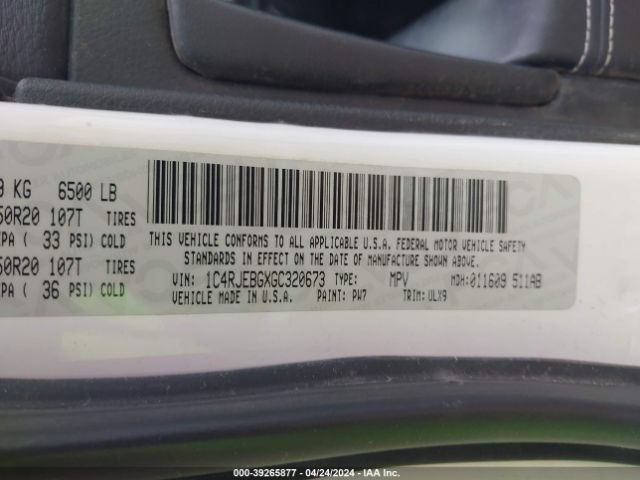 9 KG 6500 LB
50R20 107T TIRES
PA ( 33 PSI) COLD
50R20 107T TIRES
PA ( 36 PSI) COLD
THIS VEHICLE CONFORMS TO ALL APPLICABLE U.S.A. FEDERAL MOTOR VEHICLE SAFETY
STANDARDS IN EFFECT ON THE DATE OF MANUFACTURE SHOWN ABOVE.
VIN: 1C4RJEBGXGC320673 TYPE: MPV MDH:011609 511AB
VEHICLE MADE IN U.S.A. PAINT: PW7 TRIM: ULX9
000-39265877 - 04/24/2024 - IAA Inc.